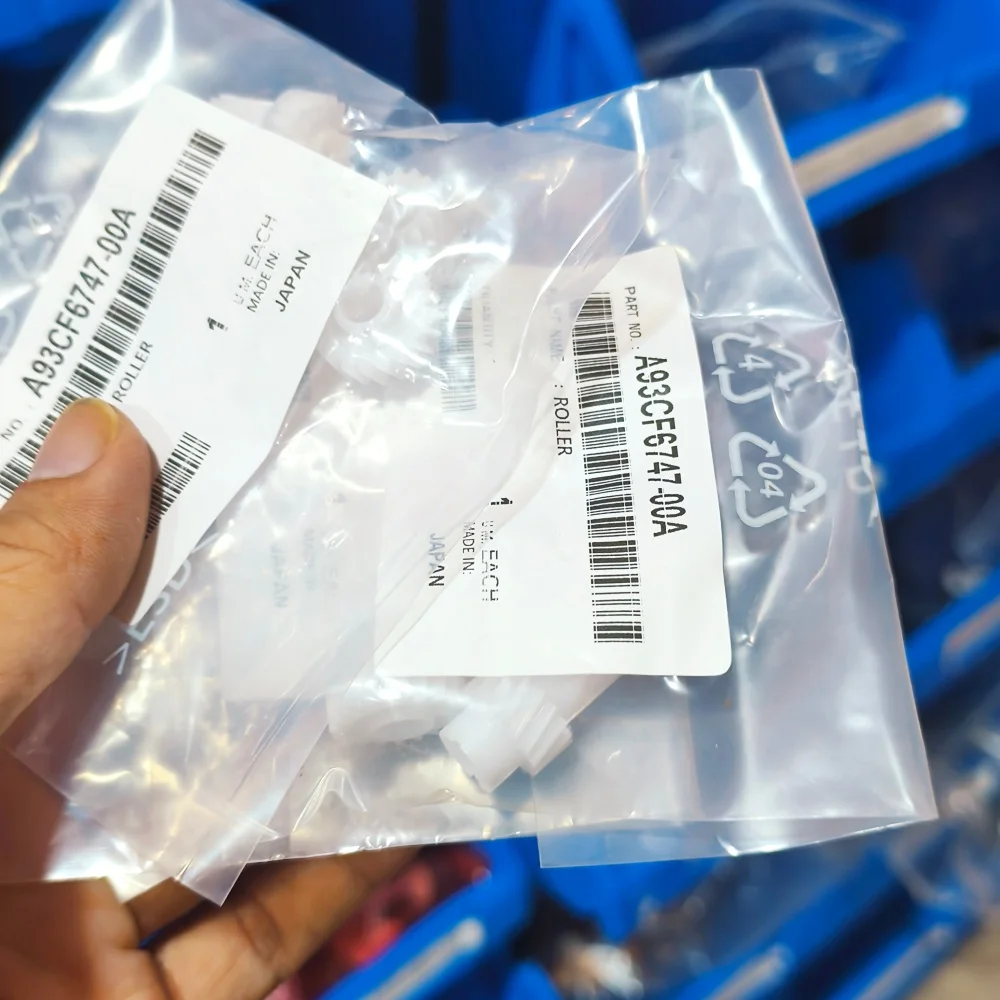 NO.
A93CF6747-00A
ROLLER
1
U.M. EACH
MADE IN:
JAPAN
PART NO. :
A93CF6747-00A
: ROLLER
1
U.M. EACH
MADE IN:
JAPAN
4
04